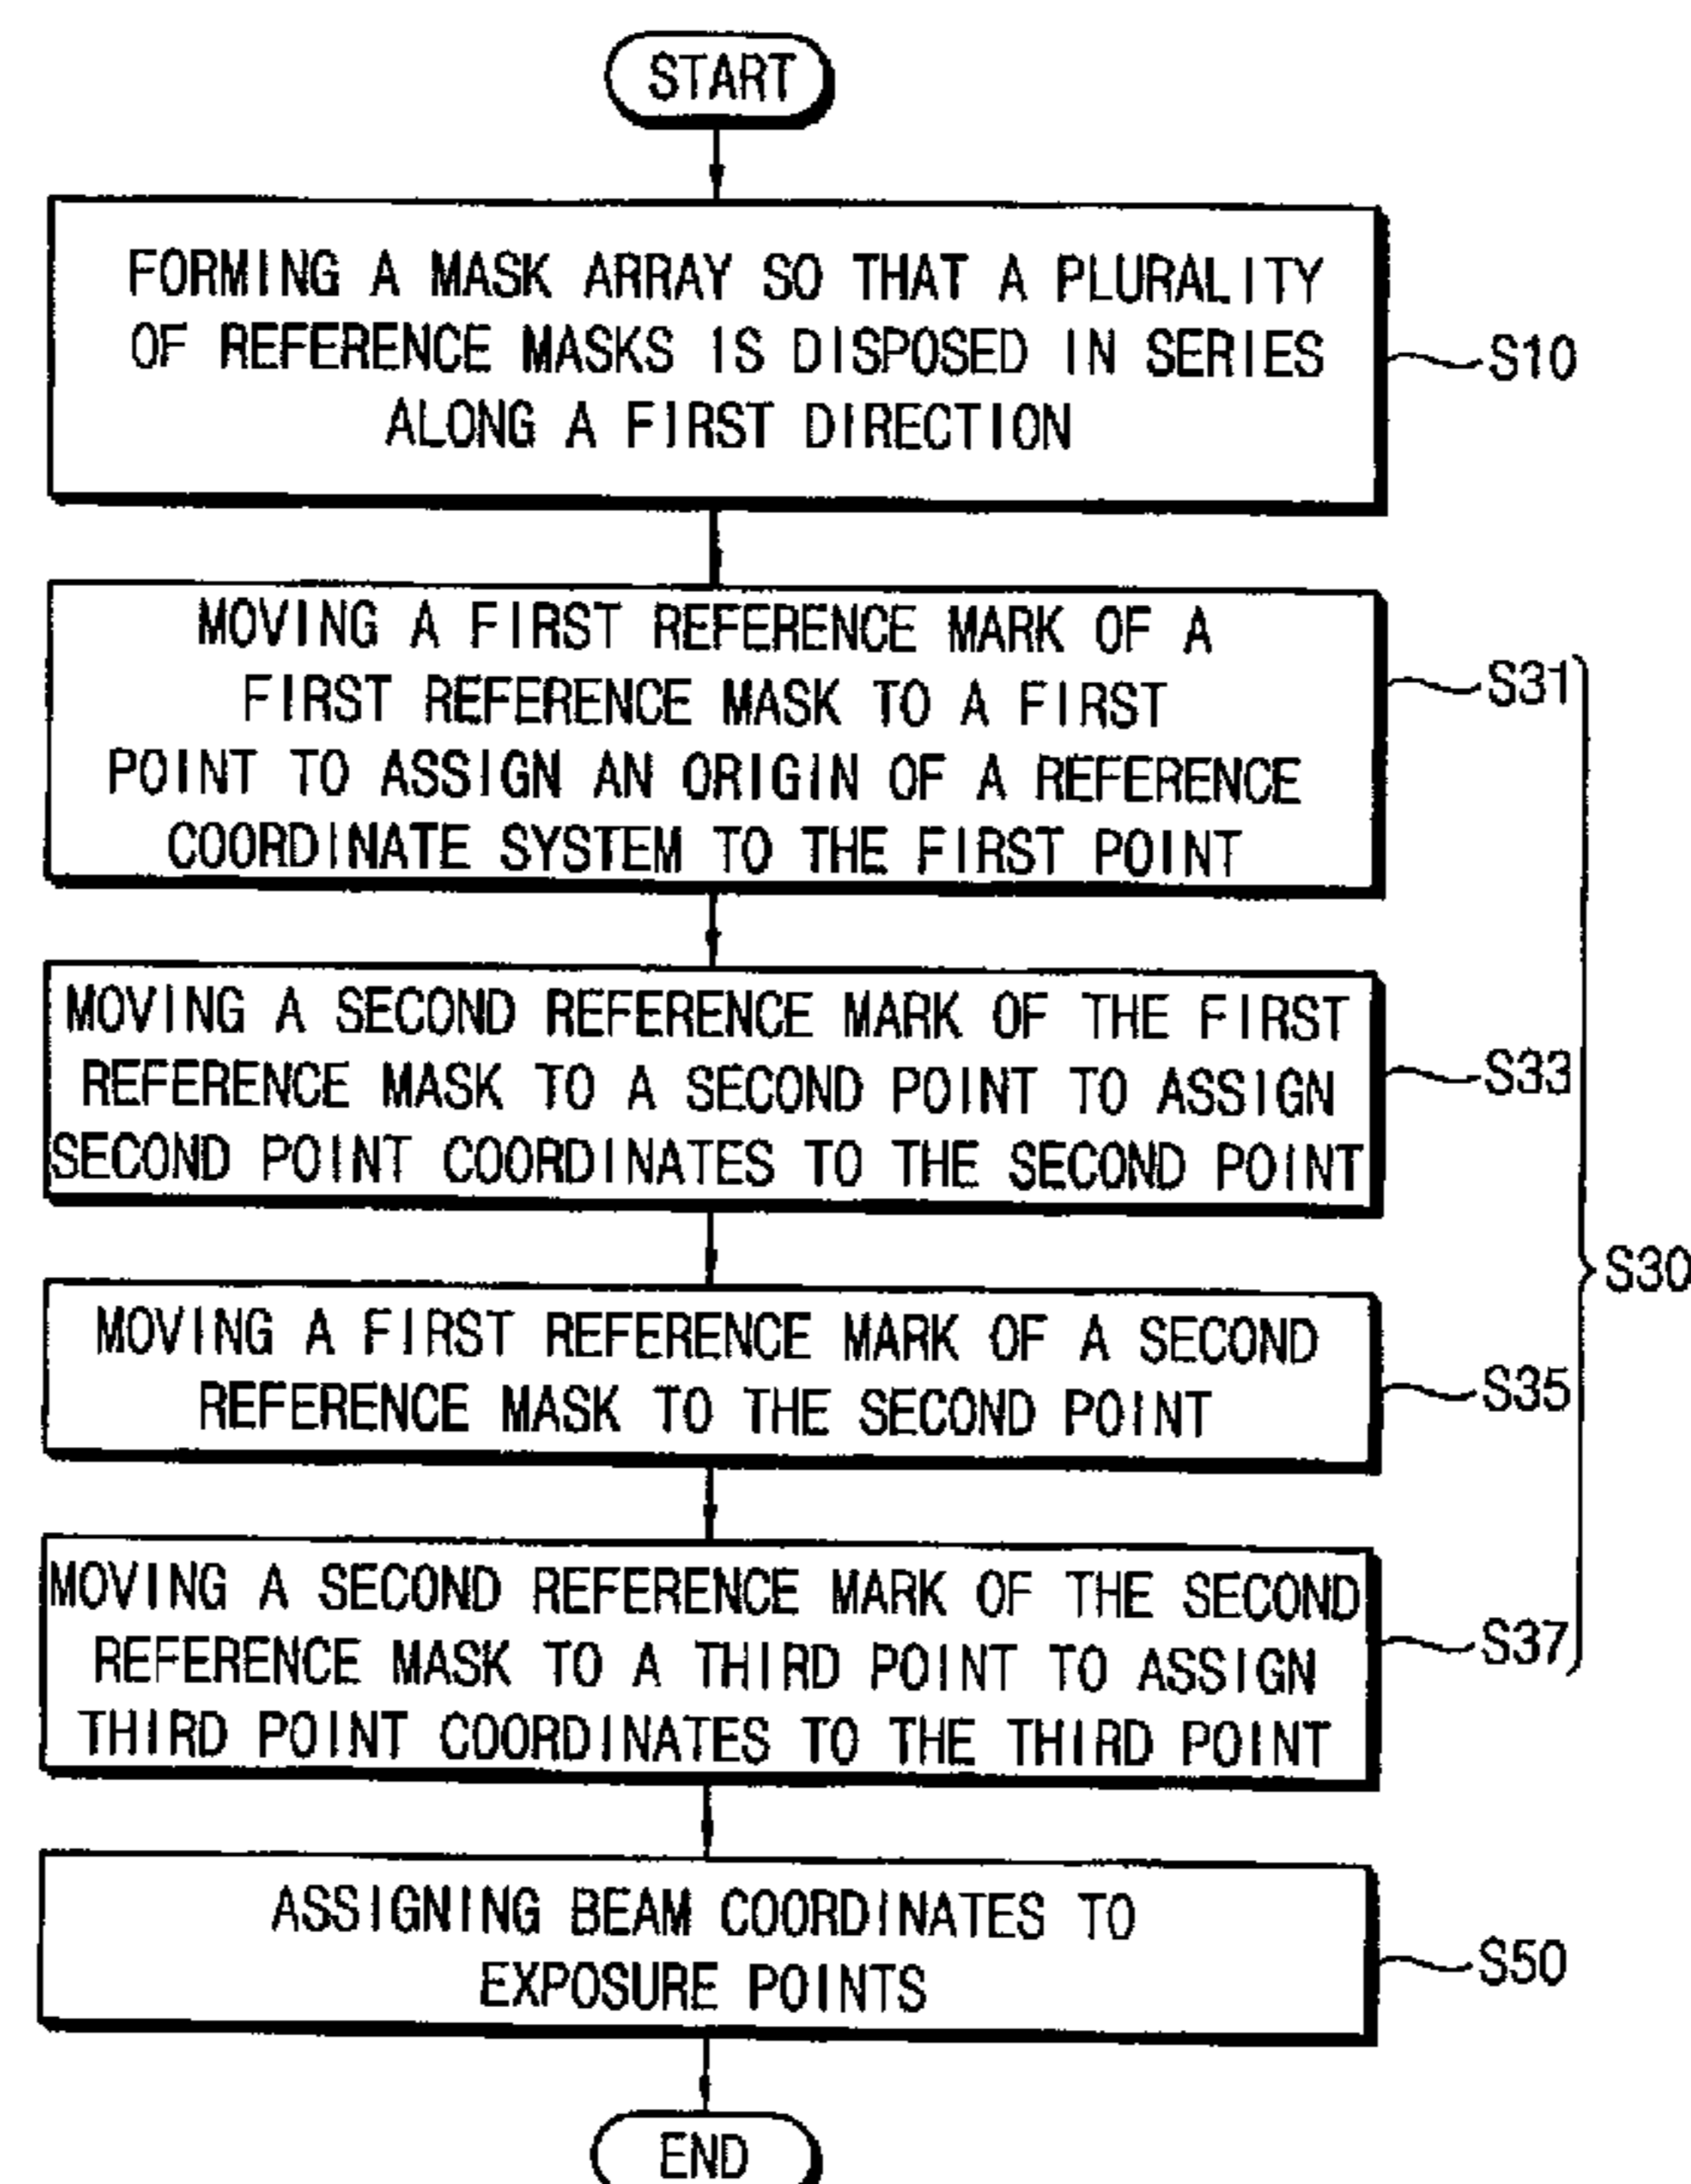 START
FORMING A MASK ARRAY SO THAT A PLURALITY
OF REFERENCE MASKS IS DISPOSED IN SERIES
ALONG A FIRST DIRECTION
S10
MOVING A FIRST REFERENCE MARK OF A
FIRST REFERENCE MASK TO A FIRST
POINT TO ASSIGN AN ORIGIN OF A REFERENCE
COORDINATE SYSTEM TO THE FIRST POINT
S31
MOVING A SECOND REFERENCE MARK OF THE FIRST
REFERENCE MASK TO A SECOND POINT TO ASSIGN
SECOND POINT COORDINATES TO THE SECOND POINT
S33
S30
MOVING A FIRST REFERENCE MARK OF A SECOND
REFERENCE MASK TO THE SECOND POINT
S35
MOVING A SECOND REFERENCE MARK OF THE SECOND
REFERENCE MASK TO A THIRD POINT TO ASSIGN
THIRD POINT COORDINATES TO THE THIRD POINT
S37
ASSIGNING BEAM COORDINATES TO
EXPOSURE POINTS
S50
END